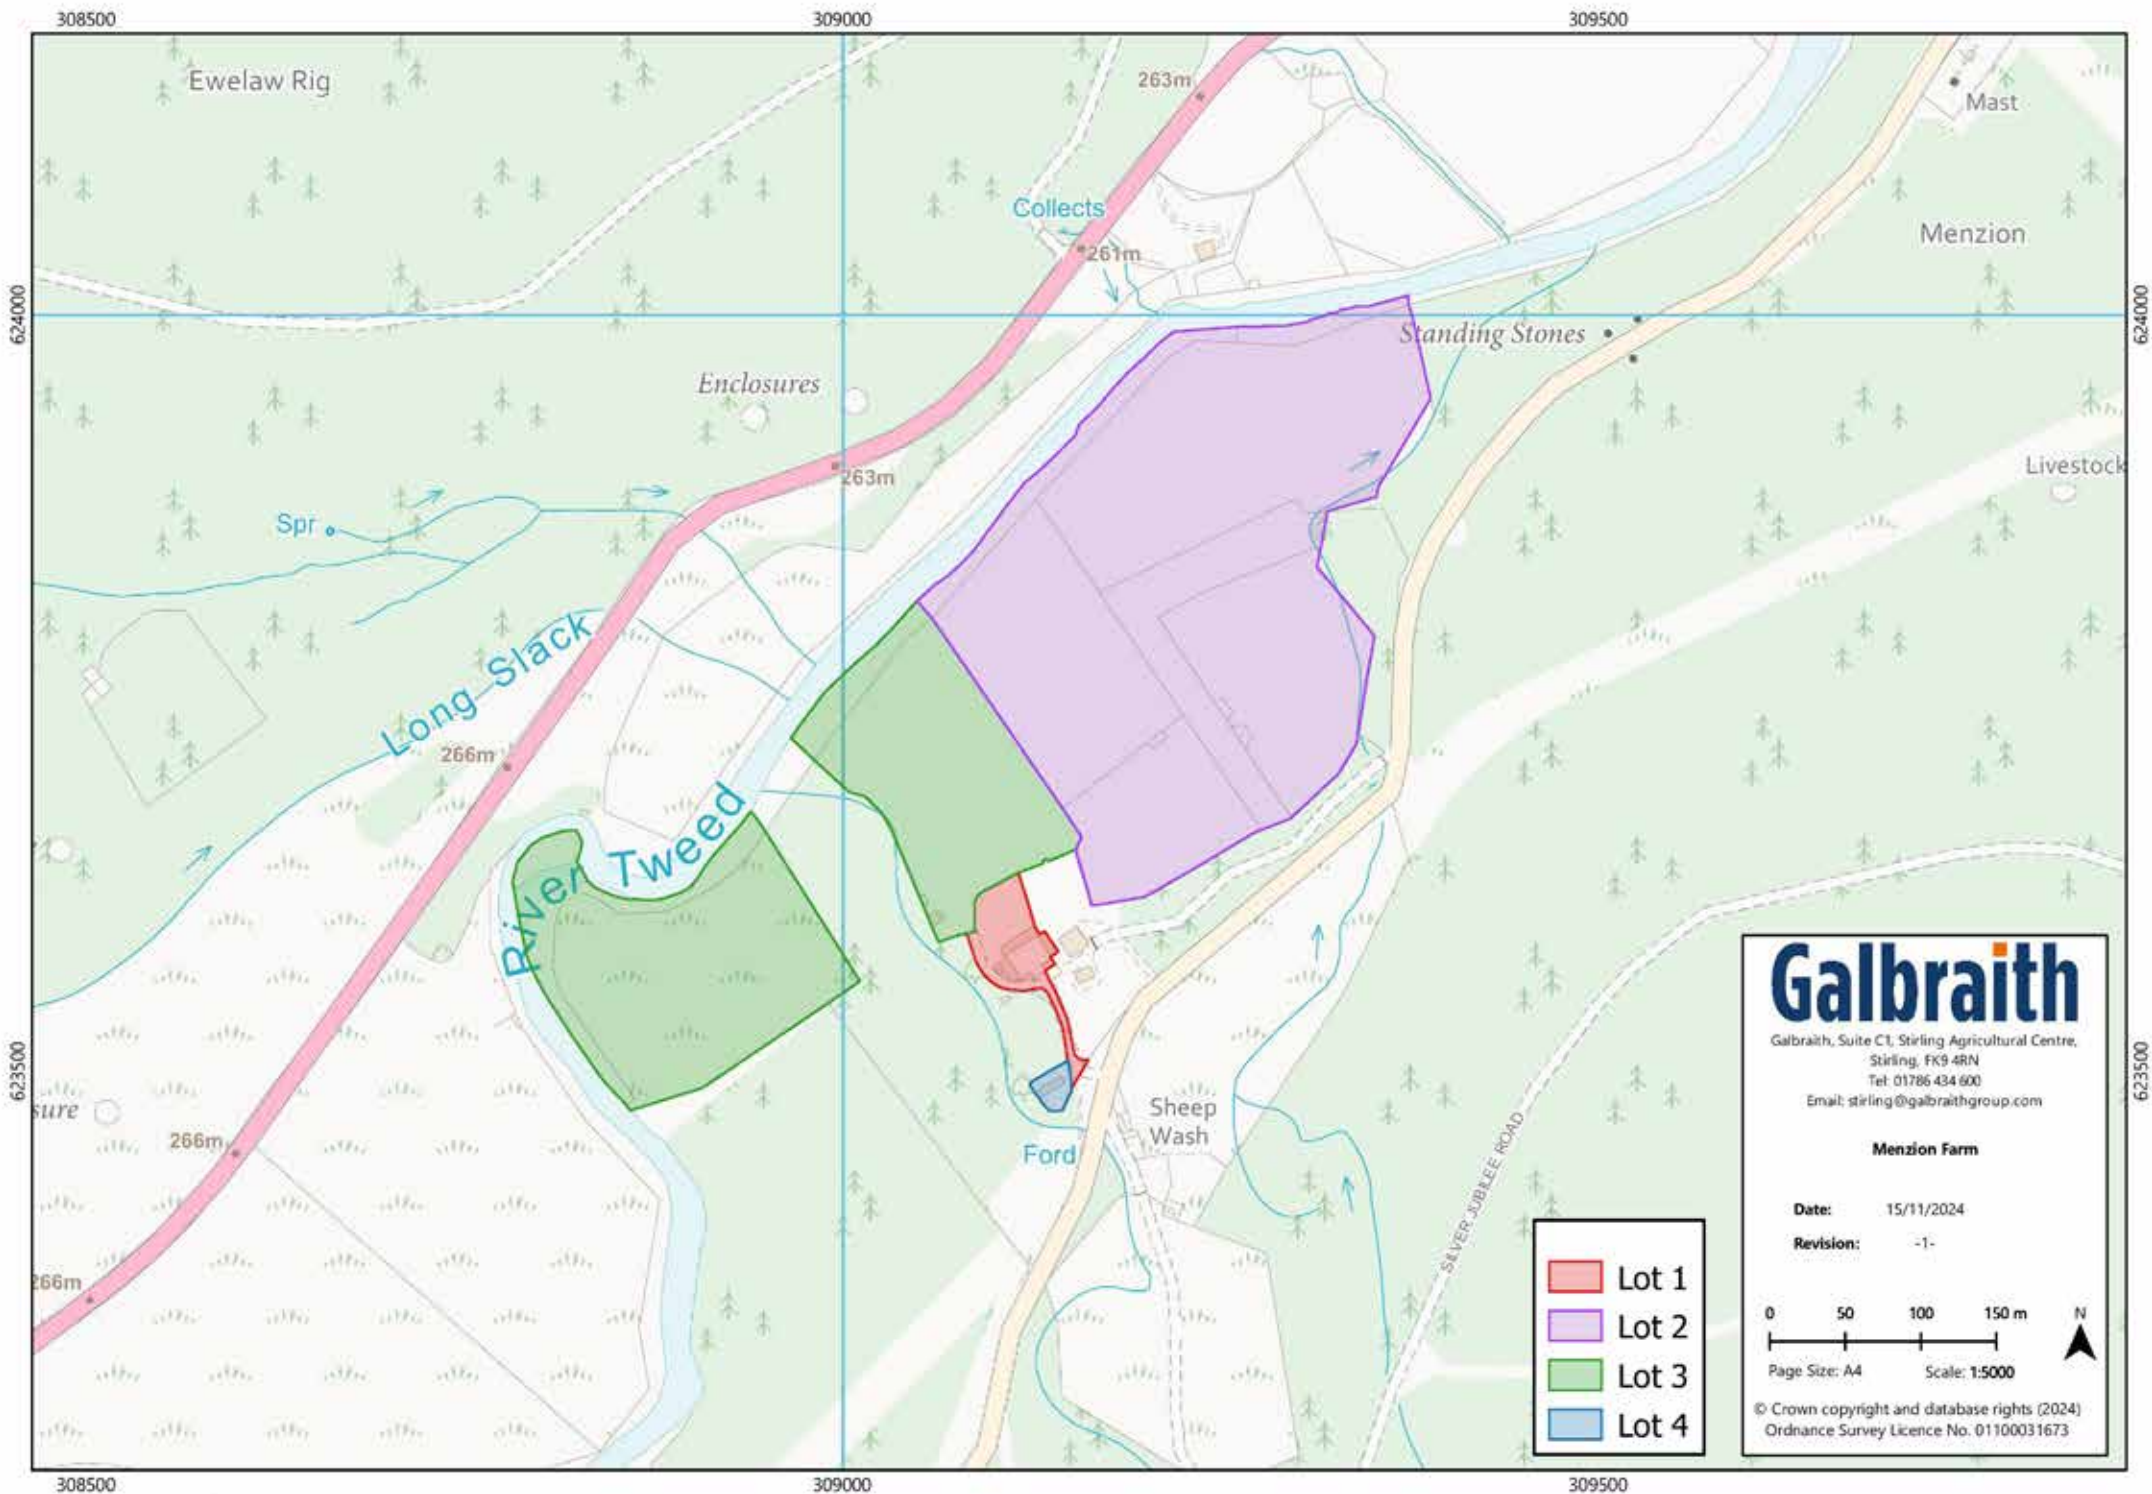 308500
309000
309500
Ewelaw Rig
263m
Mast
Collects
Menzion
261m
624000
624000
Standing Stones
Enclosures
263m
Livestock
Spr
Long Slack
266m
River Tweed
623500
623500
sure
266m
Sheep
Wash
Ford
SILVER JUBILEE ROAD
266m
Lot 1
Lot 2
Lot 3
Lot 4
Galbraith
Galbraith, Suite C1, Stirling Agricultural Centre,
Stirling, FK9 4RN
Tel: 01786 434 600
Email: stirling@galbraithgroup.com
Menzion Farm
Date: 15/11/2024
Revision: -1-
0 50 100 150 m N
Page Size: A4 Scale: 1:5000
© Crown copyright and database rights (2024)
Ordnance Survey Licence No. 01100031673
308500
309000
309500